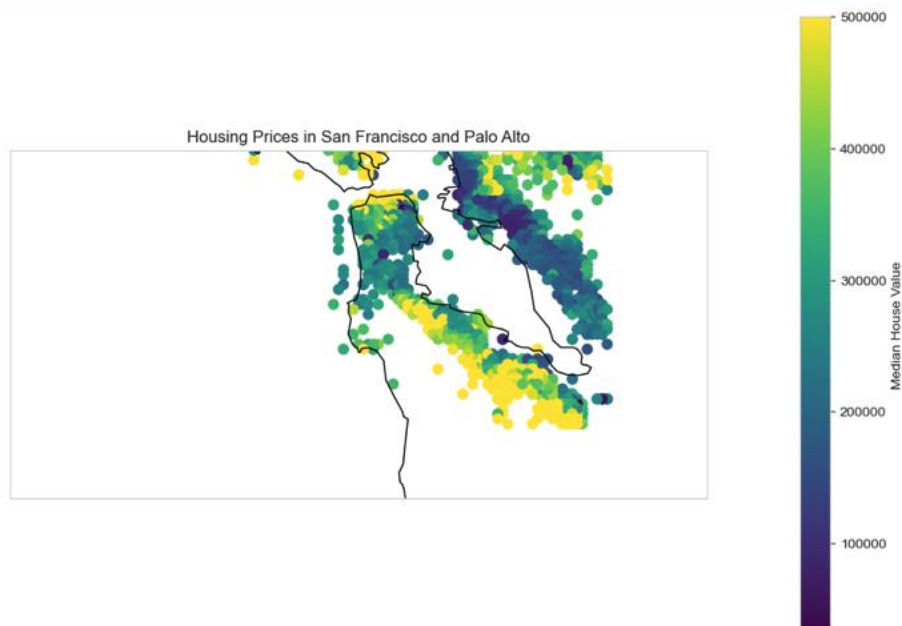 Housing Prices in San Francisco and Palo Alto
500000
400000
300000
200000
100000
Median House Value